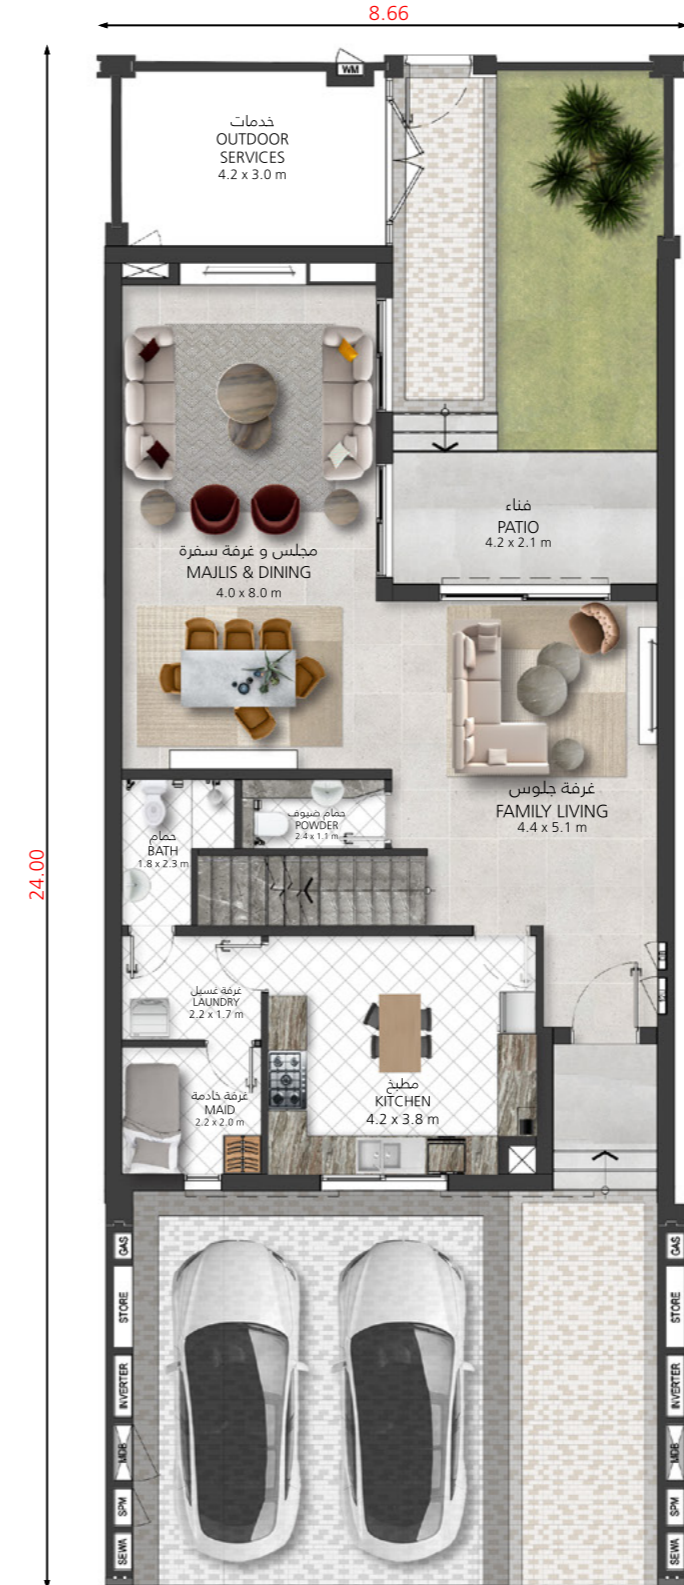 8.66
24.00
WM
خدمات
OUTDOOR
SERVICES
4.2 x 3.0 m
فناء
PATIO
4.2 x 2.1 m
مجلس و غرفة سفرة
MAJLIS & DINING
4.0 x 8.0 m
غرفة جلوس
FAMILY LIVING
4.4 x 5.1 m
حمام ضيوف
POWDER
2.4 x 1.1 m
حمام
BATH
1.8 x 2.3 m
غرفة غسيل
LAUNDRY
2.2 x 1.7 m
غرفة خادمة
MAID
2.2 x 2.0 m
مطبخ
KITCHEN
4.2 x 3.8 m
GAS
STORE
INVERTER
MDB
SPM
SEWA
GAS
STORE
INVERTER
MDB
SPM
SEWA